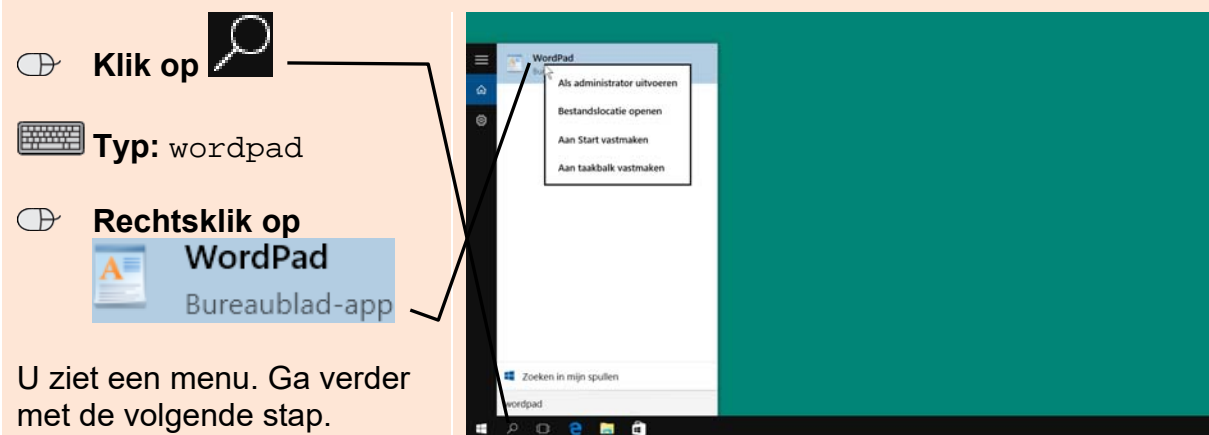 Klik op
Typ: wordpad
Rechtsklik op
WordPad
Bureaublad-app
U ziet een menu. Ga verder
met de volgende stap.
WordPad
Als administrator uitvoeren
Bestandslocatie openen
Aan Start vastmaken
Aan taakbalk vastmaken
Zoeken in mijn spullen
wordpad